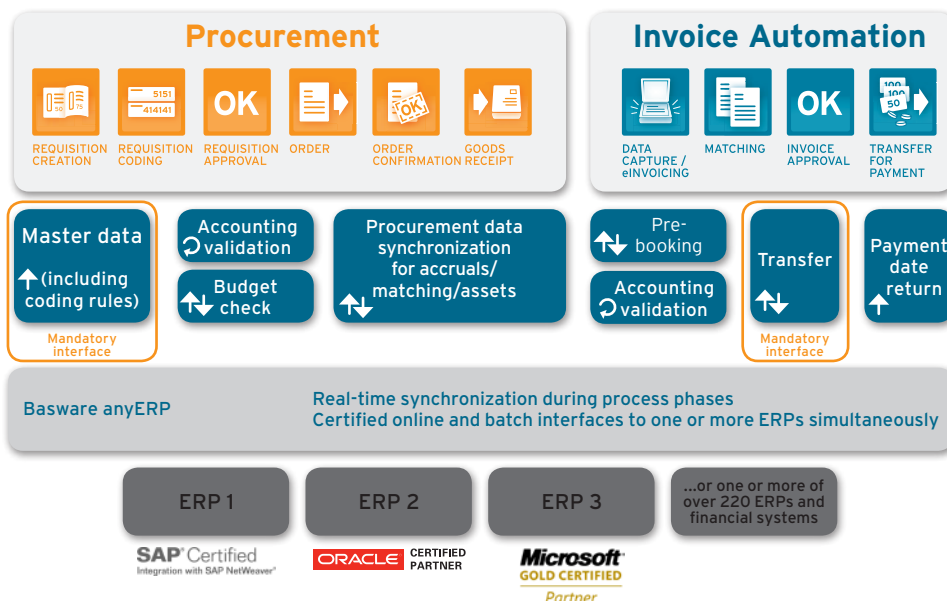 Procurement
50 75
5151
414141
OK
OK
REQUISITION
CREATION
REQUISITION
CODING
REQUISITION
APPROVAL
ORDER
ORDER
CONFIRMATION
GOODS
RECEIPT
Invoice Automation
OK
100
100
50
DATA
CAPTURE /
eINVOICING
MATCHING
INVOICE
APPROVAL
TRANSFER
FOR
PAYMENT
Master data
(including
coding rules)
Mandatory
interface
Accounting
validation
Budget
check
Procurement data
synchronization
for accruals/
matching/assets
Pre-
booking
Accounting
validation
Transfer
Mandatory
interface
Payment
date
return
Basware anyERP
Real-time synchronization during process phases
Certified online and batch interfaces to one or more ERPs simultaneously
ERP 1
ERP 2
ERP 3
...or one or more of
over 220 ERPs and
financial systems
SAP® Certified
Integration with SAP NetWeaver®
ORACLE CERTIFIED
PARTNER
Microsoft
GOLD CERTIFIED
Partner